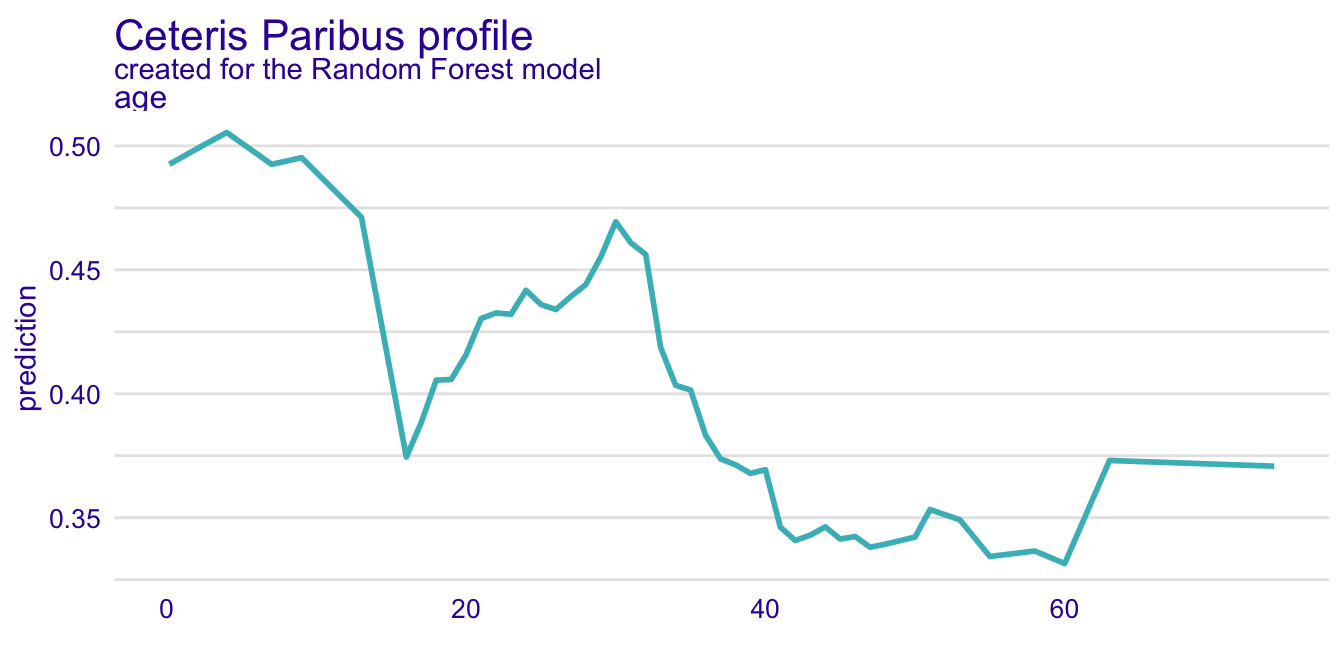 Ceteris Paribus profile
created for the Random Forest model
age
0.50
0.45
0.40
0.35
prediction
0 20 40 60